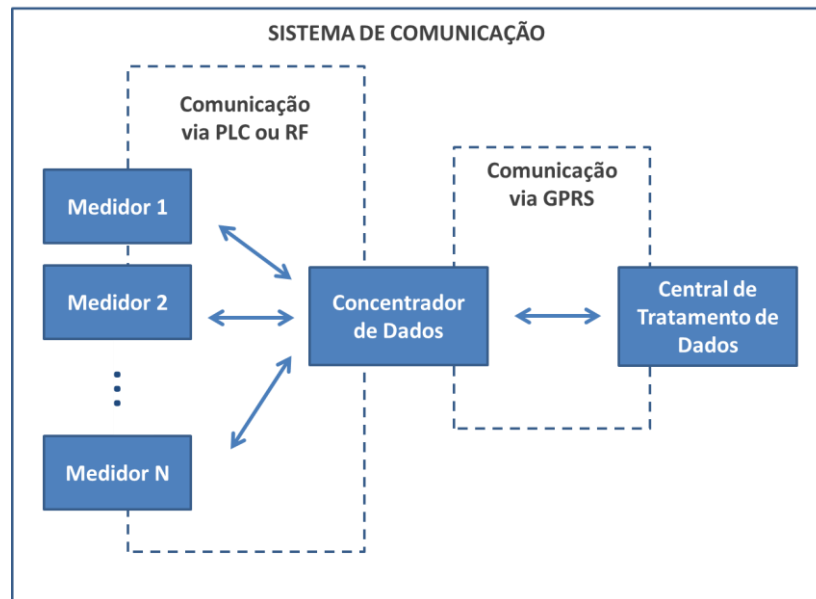 SISTEMA DE COMUNICAÇÃO
Comunicação
via PLC ou RF
Comunicação
via GPRS
Medidor 1
Medidor 2
Medidor N
Concentrador
de Dados
Central de
Tratamento de
Dados